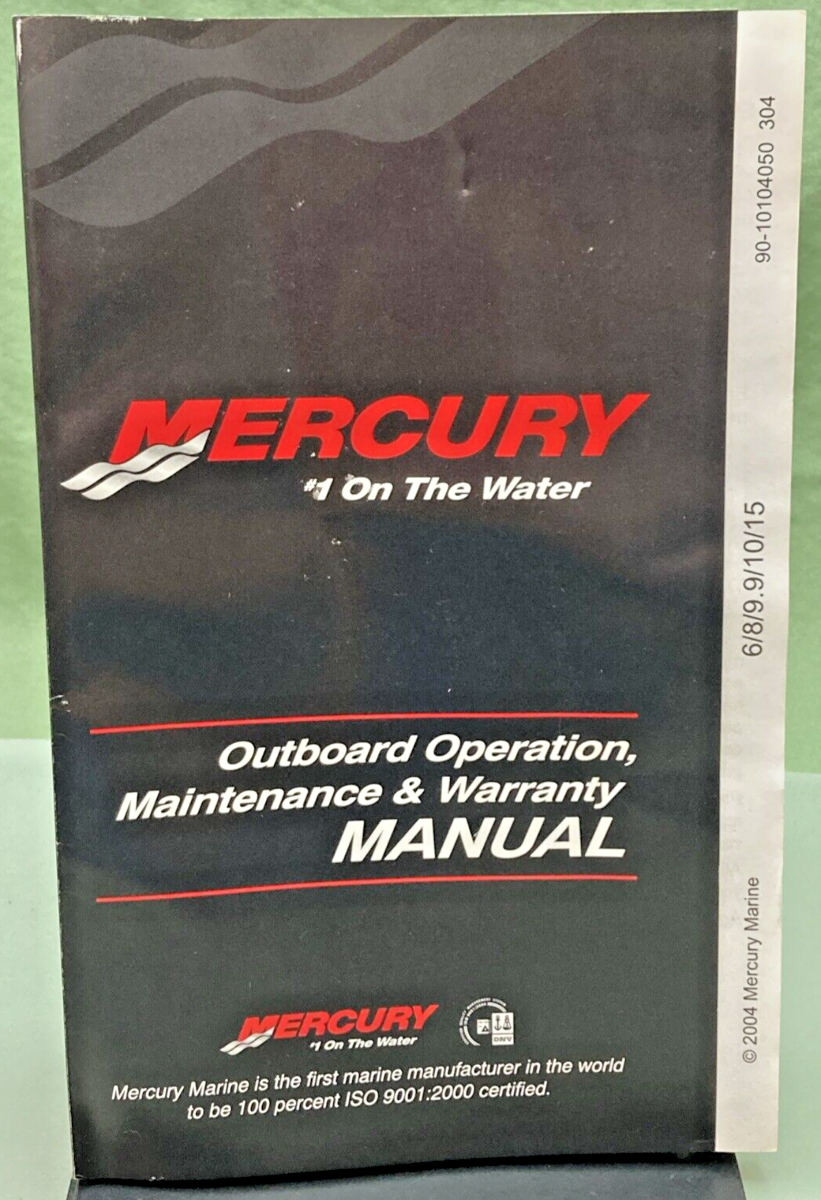 MERCURY
#1 On The Water
Outboard Operation,
Maintenance & Warranty
MANUAL
MERCURY
#1 On The Water
DNV
Mercury Marine is the first marine manufacturer in the world
to be 100 percent ISO 9001:2000 certified.
90-10104050 304
6/8/9.9/10/15
© 2004 Mercury Marine